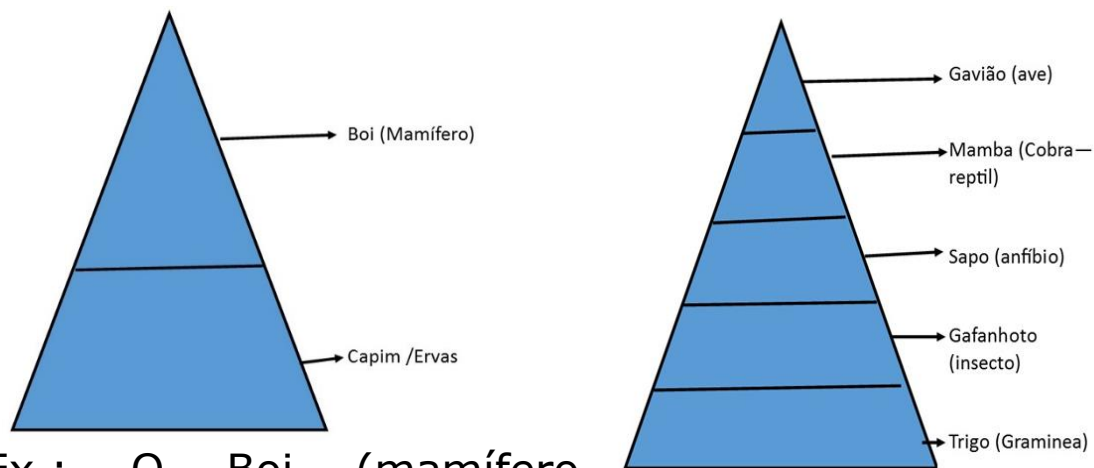 Boi (Mamífero)
Capim /Ervas
Gavião (ave)
Mamba (Cobra—
reptil)
Sapo (anfíbio)
Gafanhoto
(insecto)
Trigo (Graminea)
Ex.: O Boi (mamífero